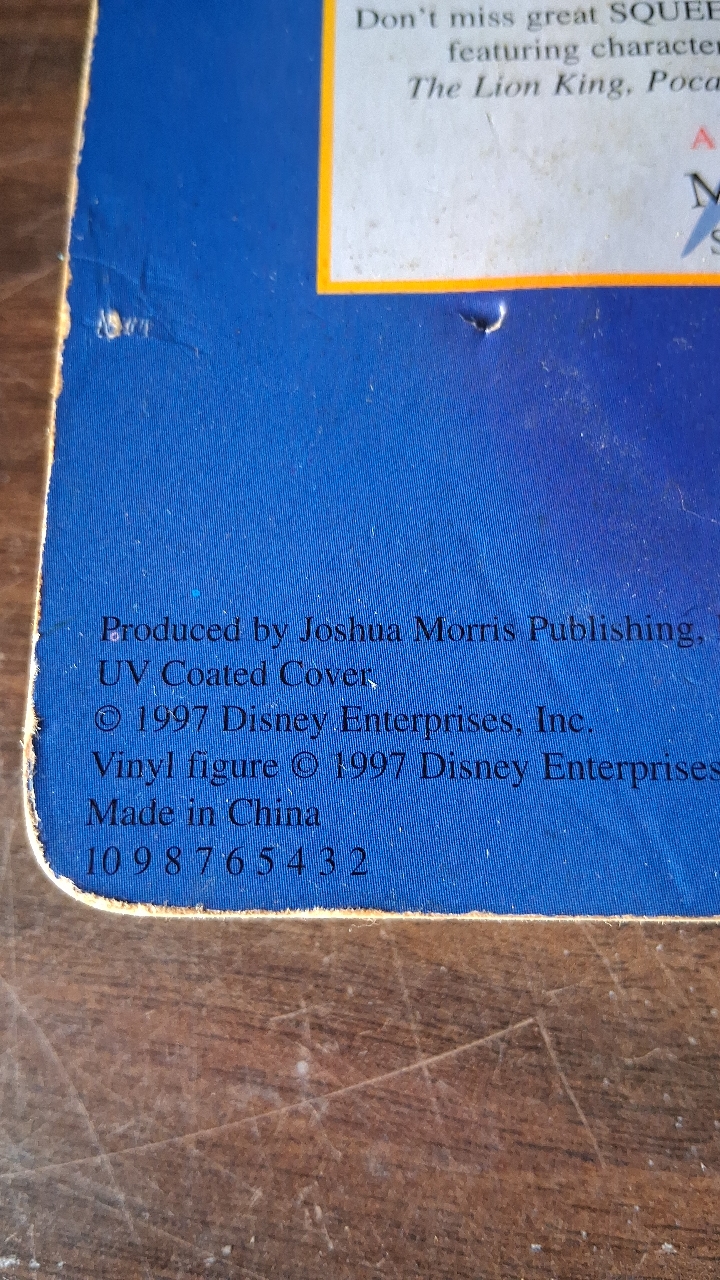 Don't miss great SQUEE
featuring character
The Lion King, Poca
A
M
S
Produced by Joshua Morris Publishing,
UV Coated Cover.
© 1997 Disney Enterprises, Inc.
Vinyl figure © 1997 Disney Enterprises
Made in China
10 9 8 7 6 5 4 3 2